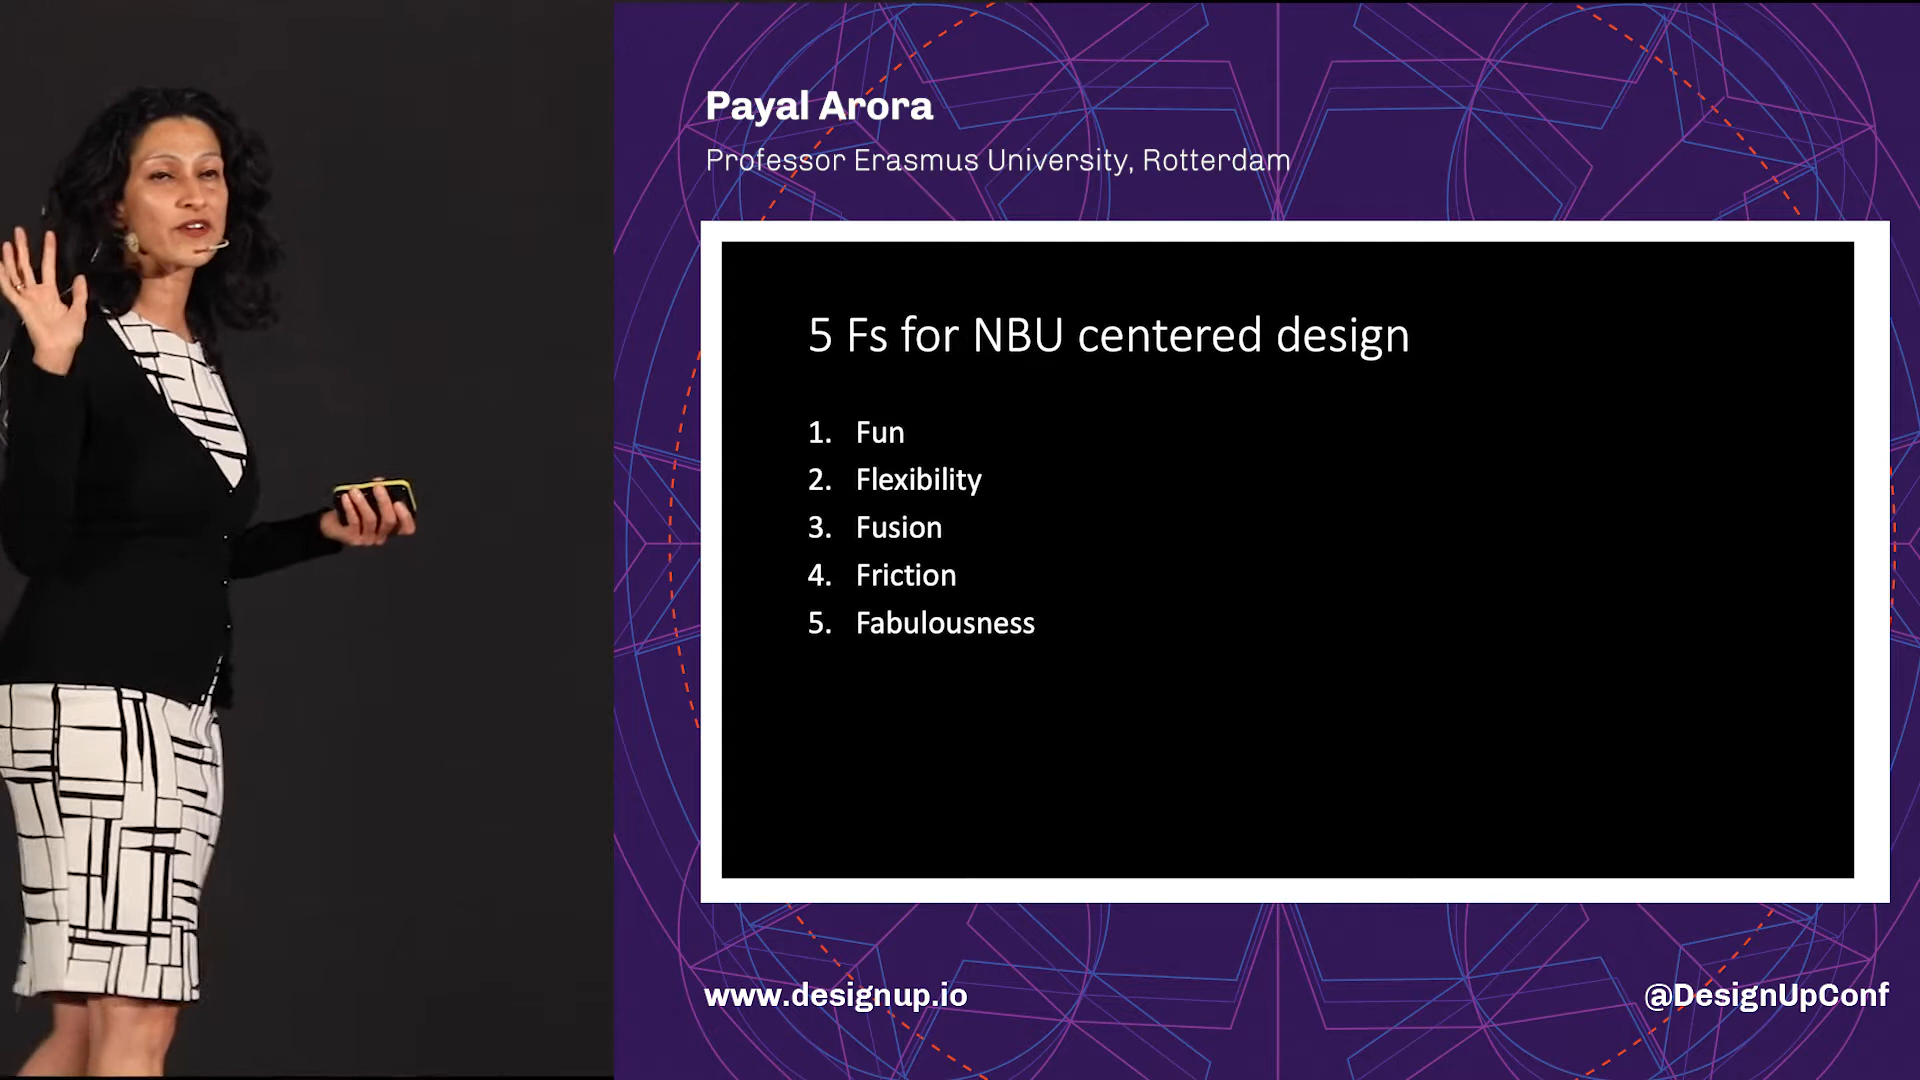 Payal Arora
Professor Erasmus University, Rotterdam
5 Fs for NBU centered design
1. Fun
2. Flexibility
3. Fusion
4. Friction
5. Fabulousness
www.designup.io
@DesignUpConf